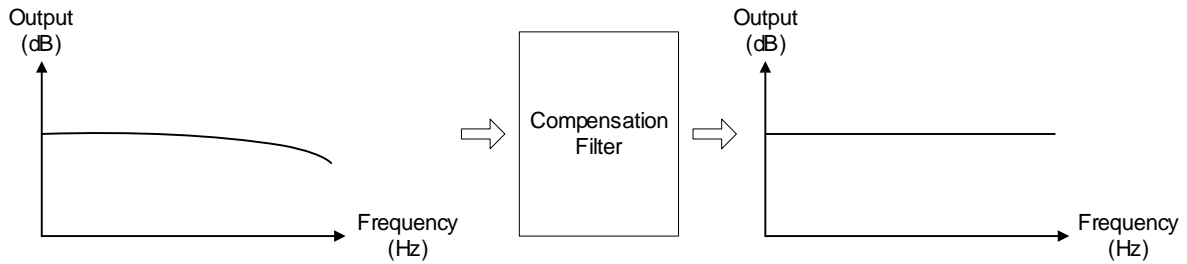 Output
(dB)
Frequency
(Hz)
Compensation
Filter
Output
(dB)
Frequency
(Hz)